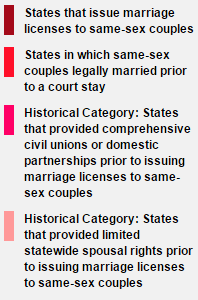 States that issue marriage
licenses to same-sex couples
States in which same-sex
couples legally married prior
to a court stay
Historical Category: States
that provided comprehensive
civil unions or domestic
partnerships prior to issuing
marriage licenses to same-
sex couples
Historical Category: States
that provided limited
statewide spousal rights prior
to issuing marriage licenses
to same-sex couples